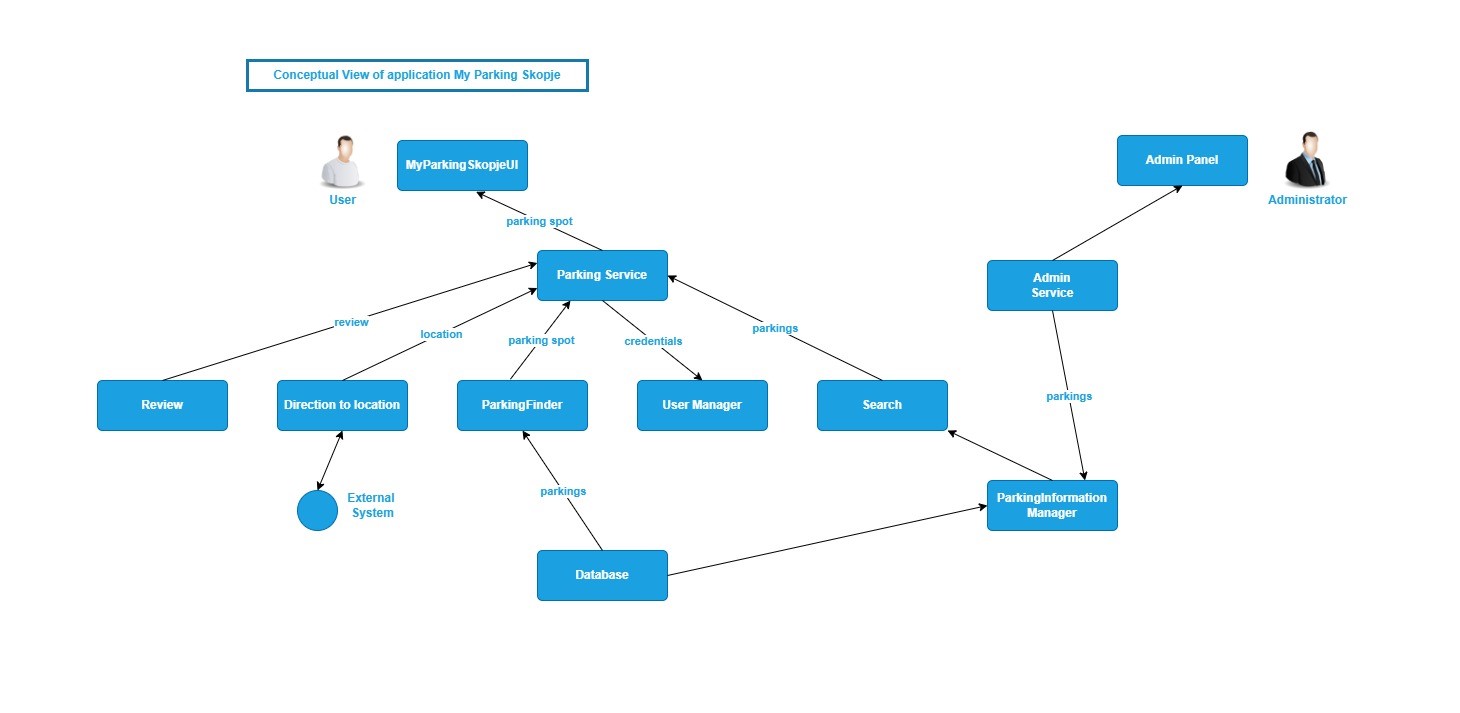 Conceptual View of application My Parking Skopje
MyParkingSkopjeUI
Admin Panel
User
Administrator
parking spot
Parking Service
Admin
Service
review
location
parking spot
credentials
parkings
parkings
Review
Direction to location
ParkingFinder
User Manager
Search
External
System
parkings
ParkingInformation
Manager
Database